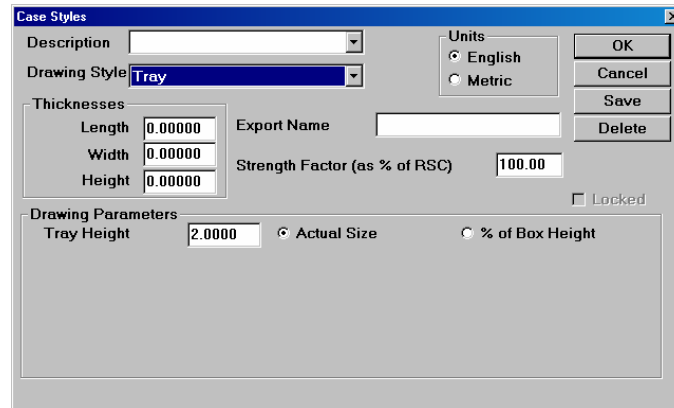 Case Styles
Description
Units
English
OK
Drawing Style Tray
Metric
Cancel
Save
Thicknesses
Length 0.00000
Export Name
Delete
Width 0.00000
Strength Factor (as % of RSC) 100.00
Height 0.00000
Locked
Drawing Parameters
Tray Height 2.0000 Actual Size % of Box Height